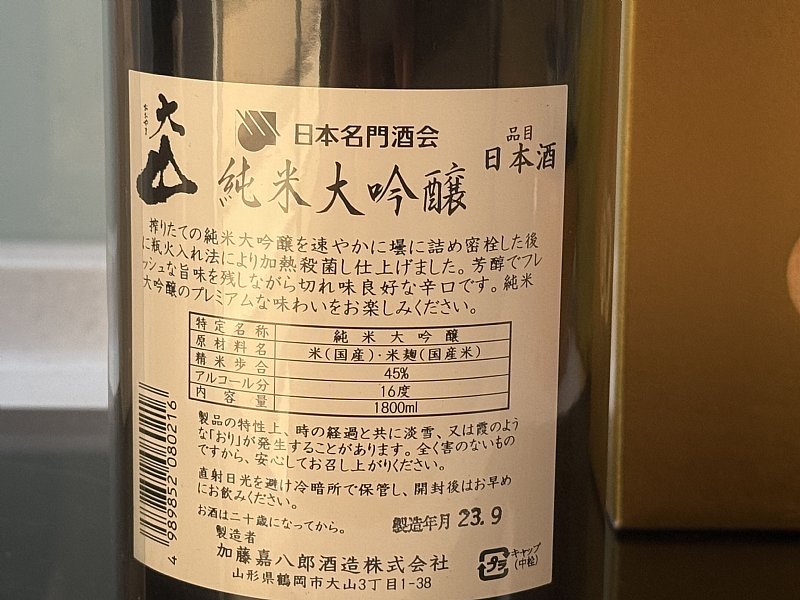 大山
おおやま
日本名門酒会
品目
日本酒
純米大吟醸
搾りたての純米大吟醸を速やかに壜に詰め密栓した後
に瓶火入れ法により加熱殺菌し仕上げました。芳醇でフレ
ッシュな旨味を残しながら切れ味良好な辛口です。純米
大吟醸のプレミアムな味わいをお楽しみください。
特定名称 純米大吟醸
原材料名 米(国産)・米麹(国産米)
精米歩合 45%
アルコール分 16度
内容量 1800ml
製品の特性上、時の経過と共に淡雪、又は霞のよう
な「おり」が発生することがあります。全く害のないもの
ですから、安心してお召し上がりください。
直射日光を避け冷暗所で保管し、開封後はお早め
にお飲みください。
お酒は二十歳になってから。
製造年月 23.9
製造者
加藤嘉八郎酒造株式会社
山形県鶴岡市大山3丁目1-38
プラ
キャップ
(中栓)
4 989852 080216